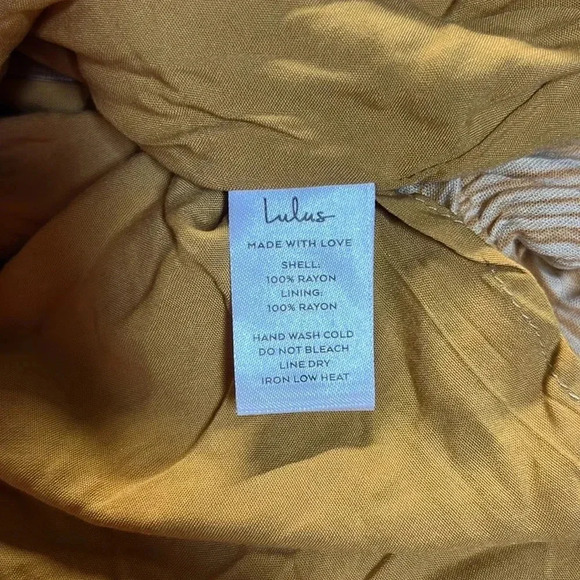 Lulus
MADE WITH LOVE
SHELL:
100% RAYON
LINING:
100% RAYON
HAND WASH COLD
DO NOT BLEACH
LINE DRY
IRON LOW HEAT